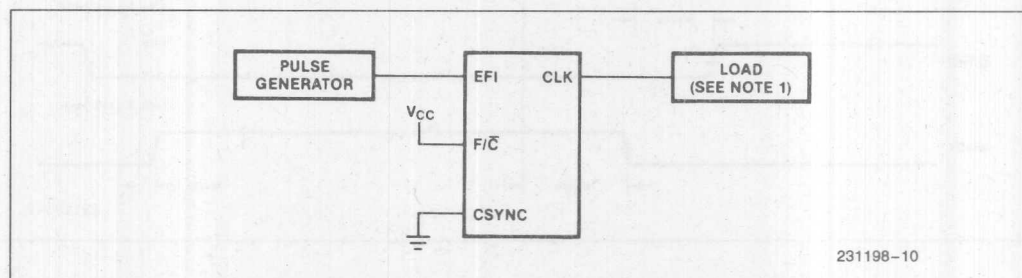 PULSE
GENERATOR
EFI
CLK
LOAD
(SEE NOTE 1)
VCC
F/C̅
CSYNC
231198–10